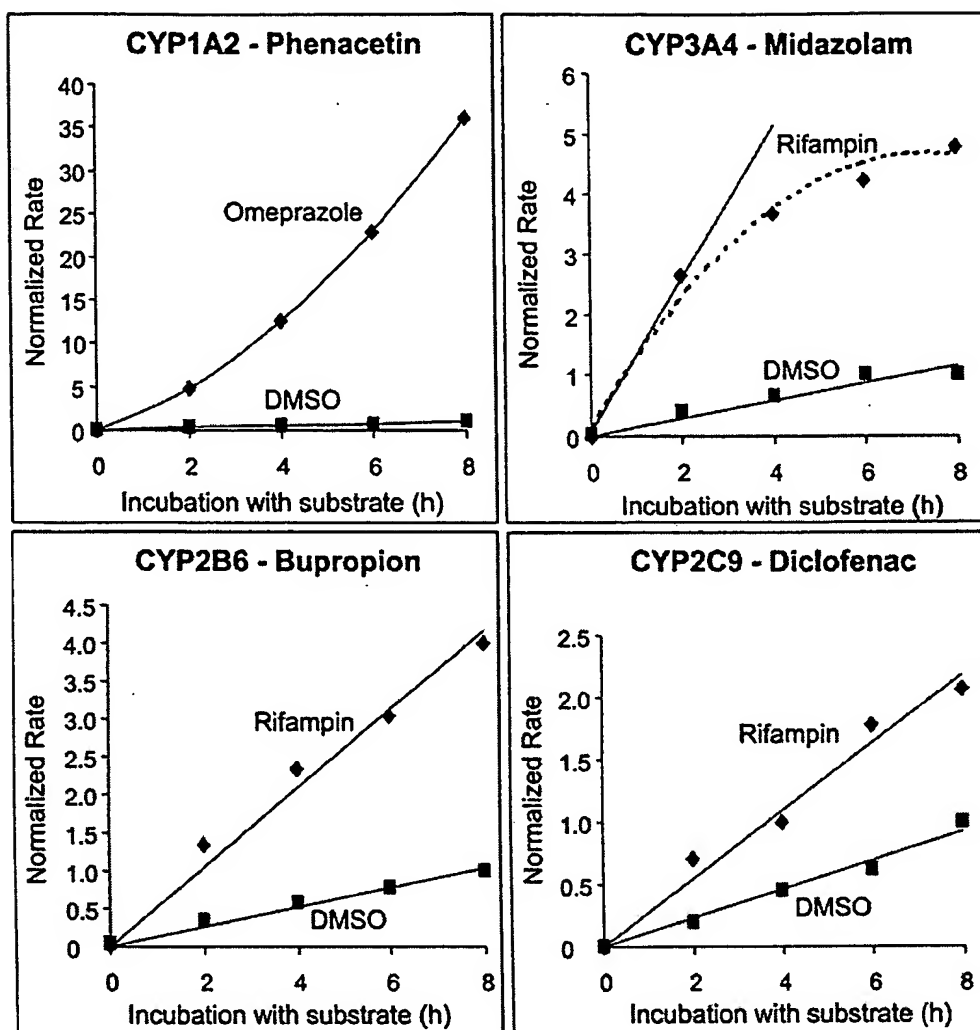 CYP1A2 - Phenacetin
Normalized Rate
40
35
30
25
20
15
10
5
0
Omeprazole
DMSO
0 2 4 6 8
Incubation with substrate (h)
CYP3A4 - Midazolam
Normalized Rate
6
5
4
3
2
1
0
Rifampin
DMSO
0 2 4 6 8
Incubation with substrate (h)
CYP2B6 - Bupropion
Normalized Rate
4.5
4.0
3.5
3.0
2.5
2.0
1.5
1.0
0.5
0
Rifampin
DMSO
0 2 4 6 8
Incubation with substrate (h)
CYP2C9 - Diclofenac
Normalized Rate
2.5
2.0
1.5
1.0
0.5
0
Rifampin
DMSO
0 2 4 6 8
Incubation with substrate (h)